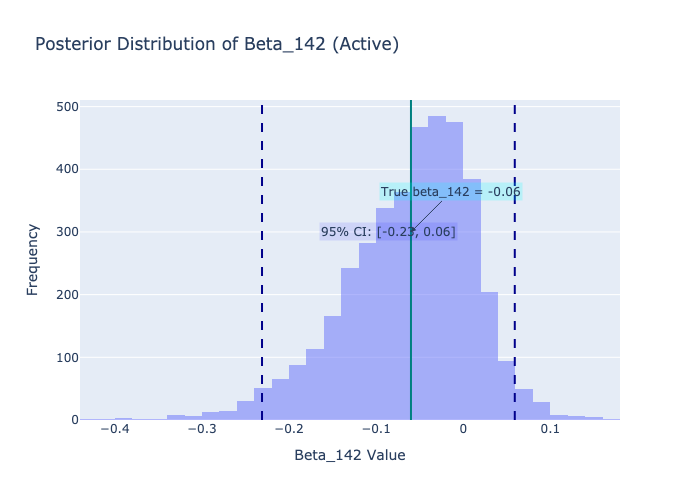 Posterior Distribution of Beta_142 (Active)
500
400
300
200
100
0
Frequency
True beta_142 = -0.06
95% CI: [-0.23, 0.06]
−0.4
−0.3
−0.2
−0.1
0
0.1
Beta_142 Value